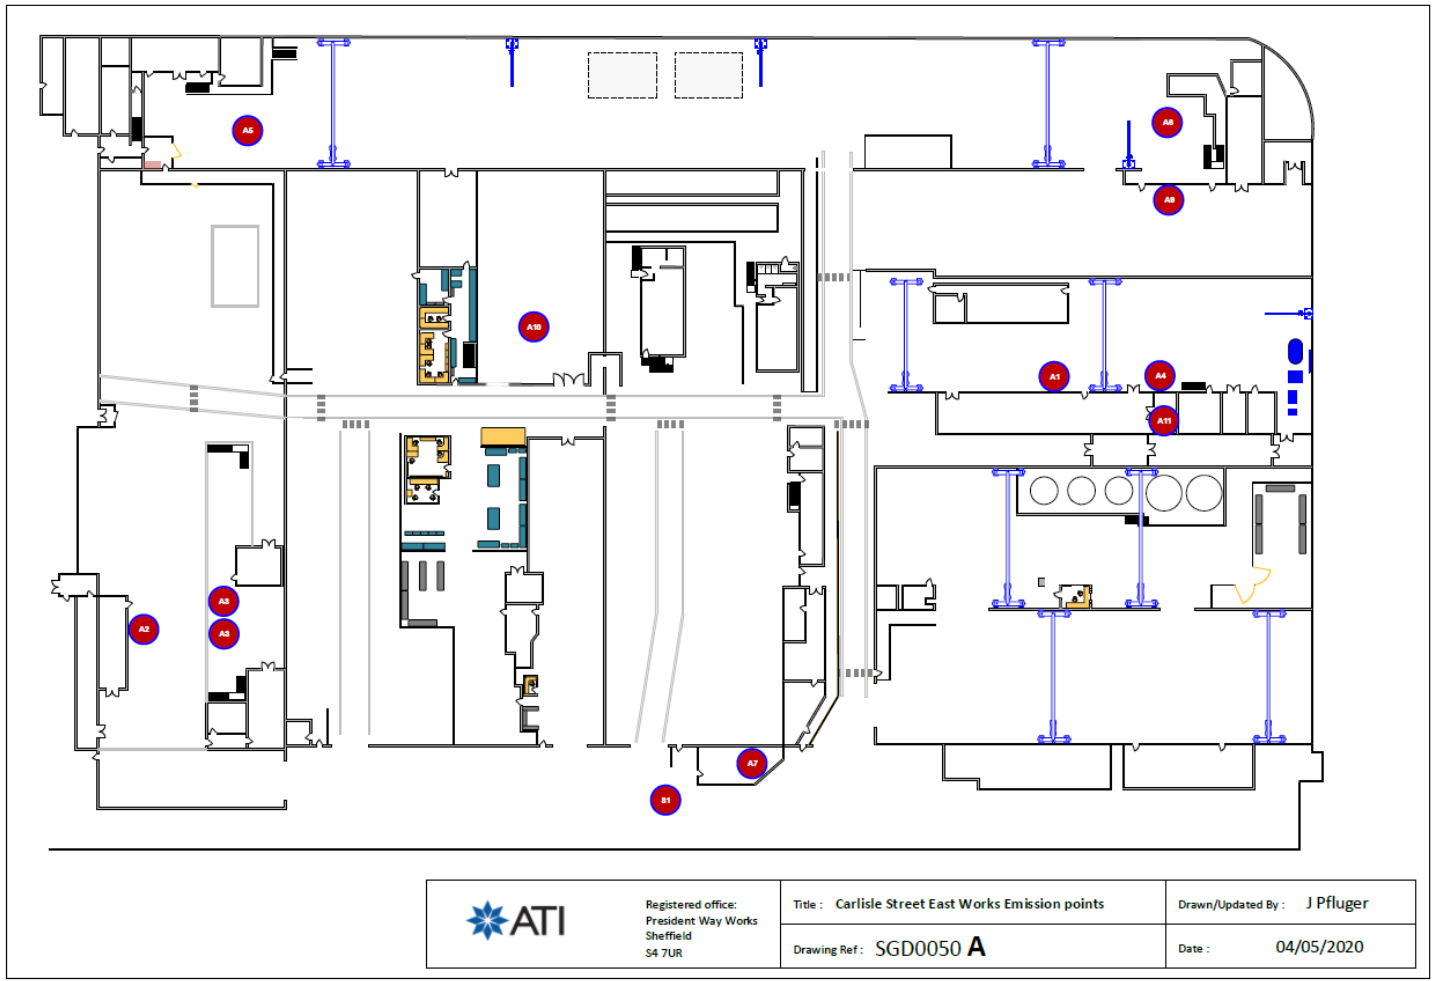 A5
A8
A9
A10
A1
A4
A11
A3
A2
A3
A7
S1
ATI
Registered office:
President Way Works
Sheffield
S4 7UR
Title : Carlisle Street East Works Emission points
Drawing Ref : SGD0050 A
Drawn/Updated By : J Pfluger
Date : 04/05/2020